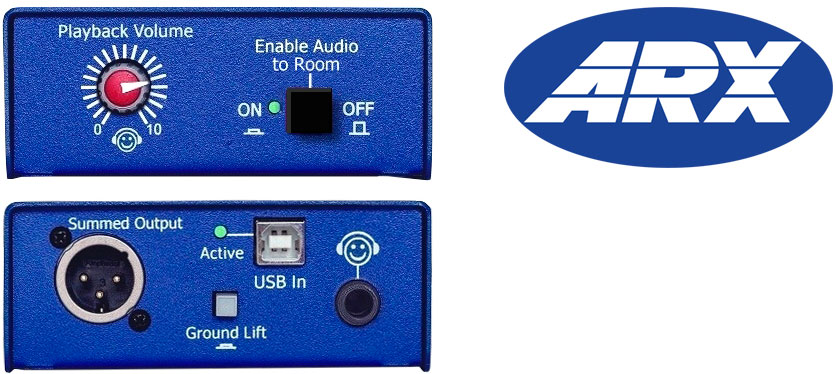 Playback Volume
0
10
Enable Audio
to Room
ON
OFF
ARX
Summed Output
Active
USB In
Ground Lift